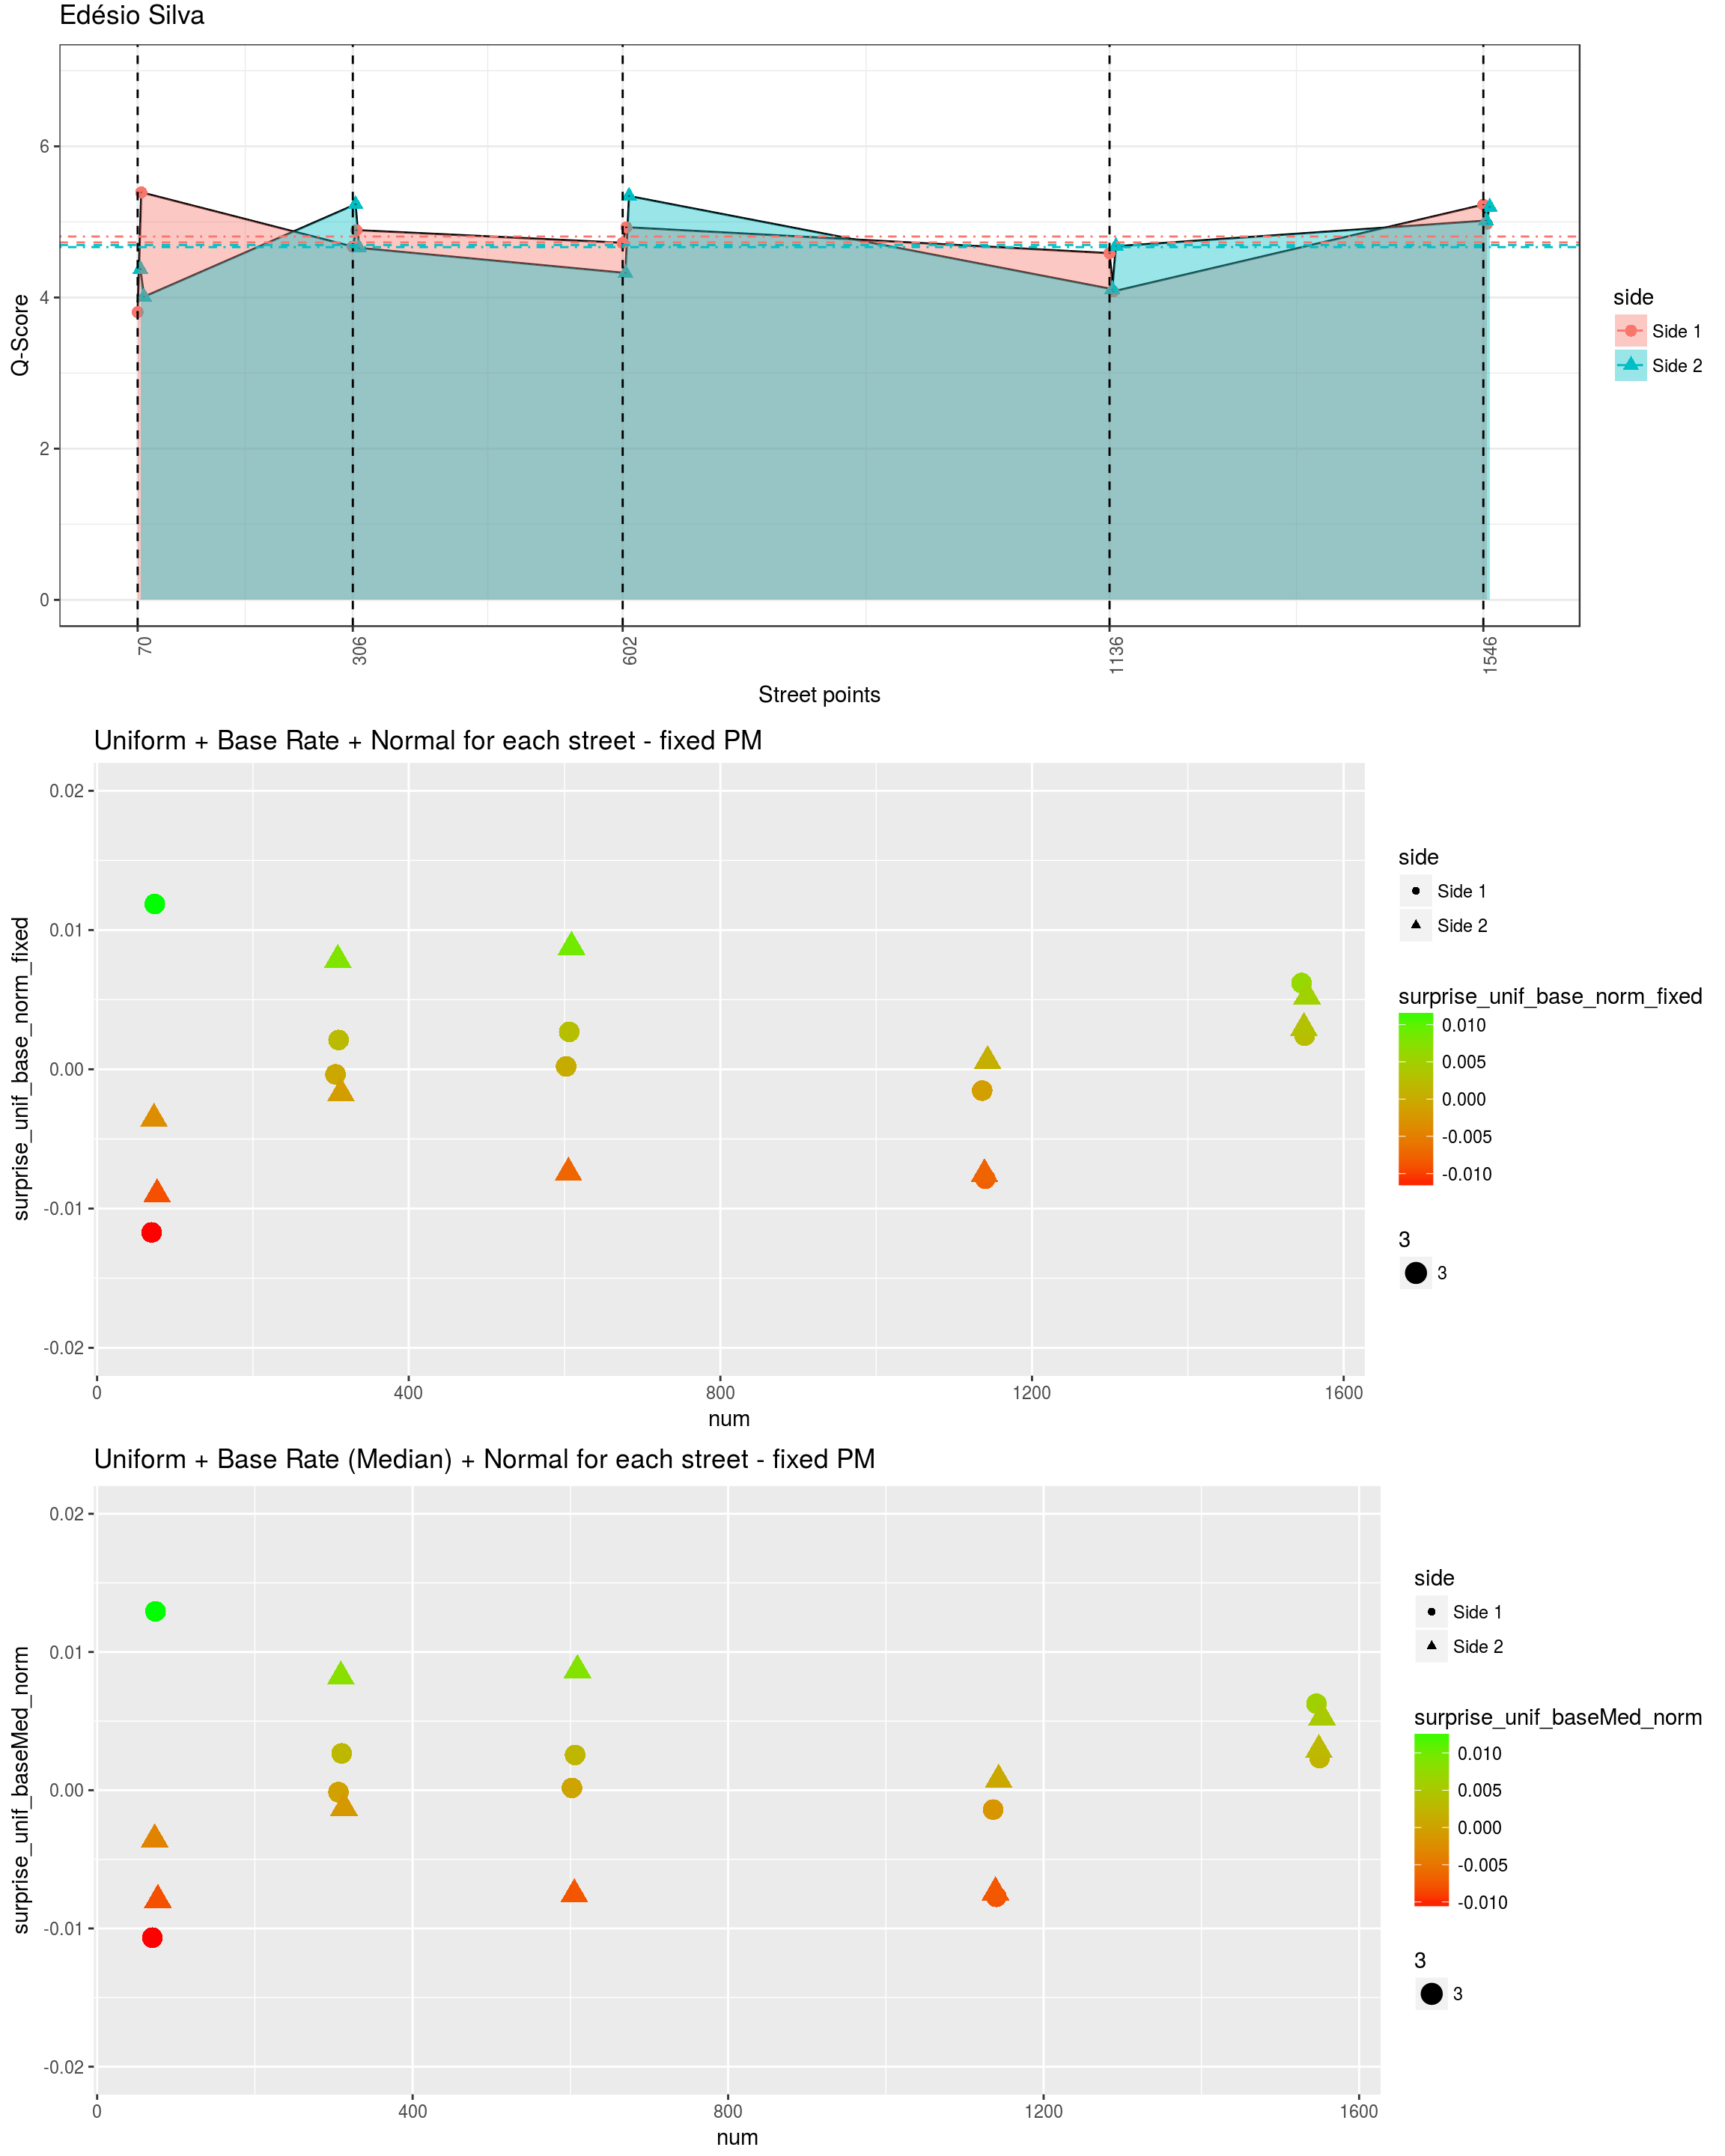 Edésio Silva
6
4
2
0
Q-Score
70
306
602
1136
1546
Street points
side
Side 1
Side 2
Uniform + Base Rate + Normal for each street - fixed PM
0.02
0.01
0.00
-0.01
-0.02
surprise_unif_base_norm_fixed
0
400
800
1200
1600
num
side
Side 1
Side 2
surprise_unif_base_norm_fixed
0.010
0.005
0.000
-0.005
-0.010
3
3
Uniform + Base Rate (Median) + Normal for each street - fixed PM
0.02
0.01
0.00
-0.01
-0.02
surprise_unif_baseMed_norm
0
400
800
1200
1600
num
side
Side 1
Side 2
surprise_unif_baseMed_norm
0.010
0.005
0.000
-0.005
-0.010
3
3